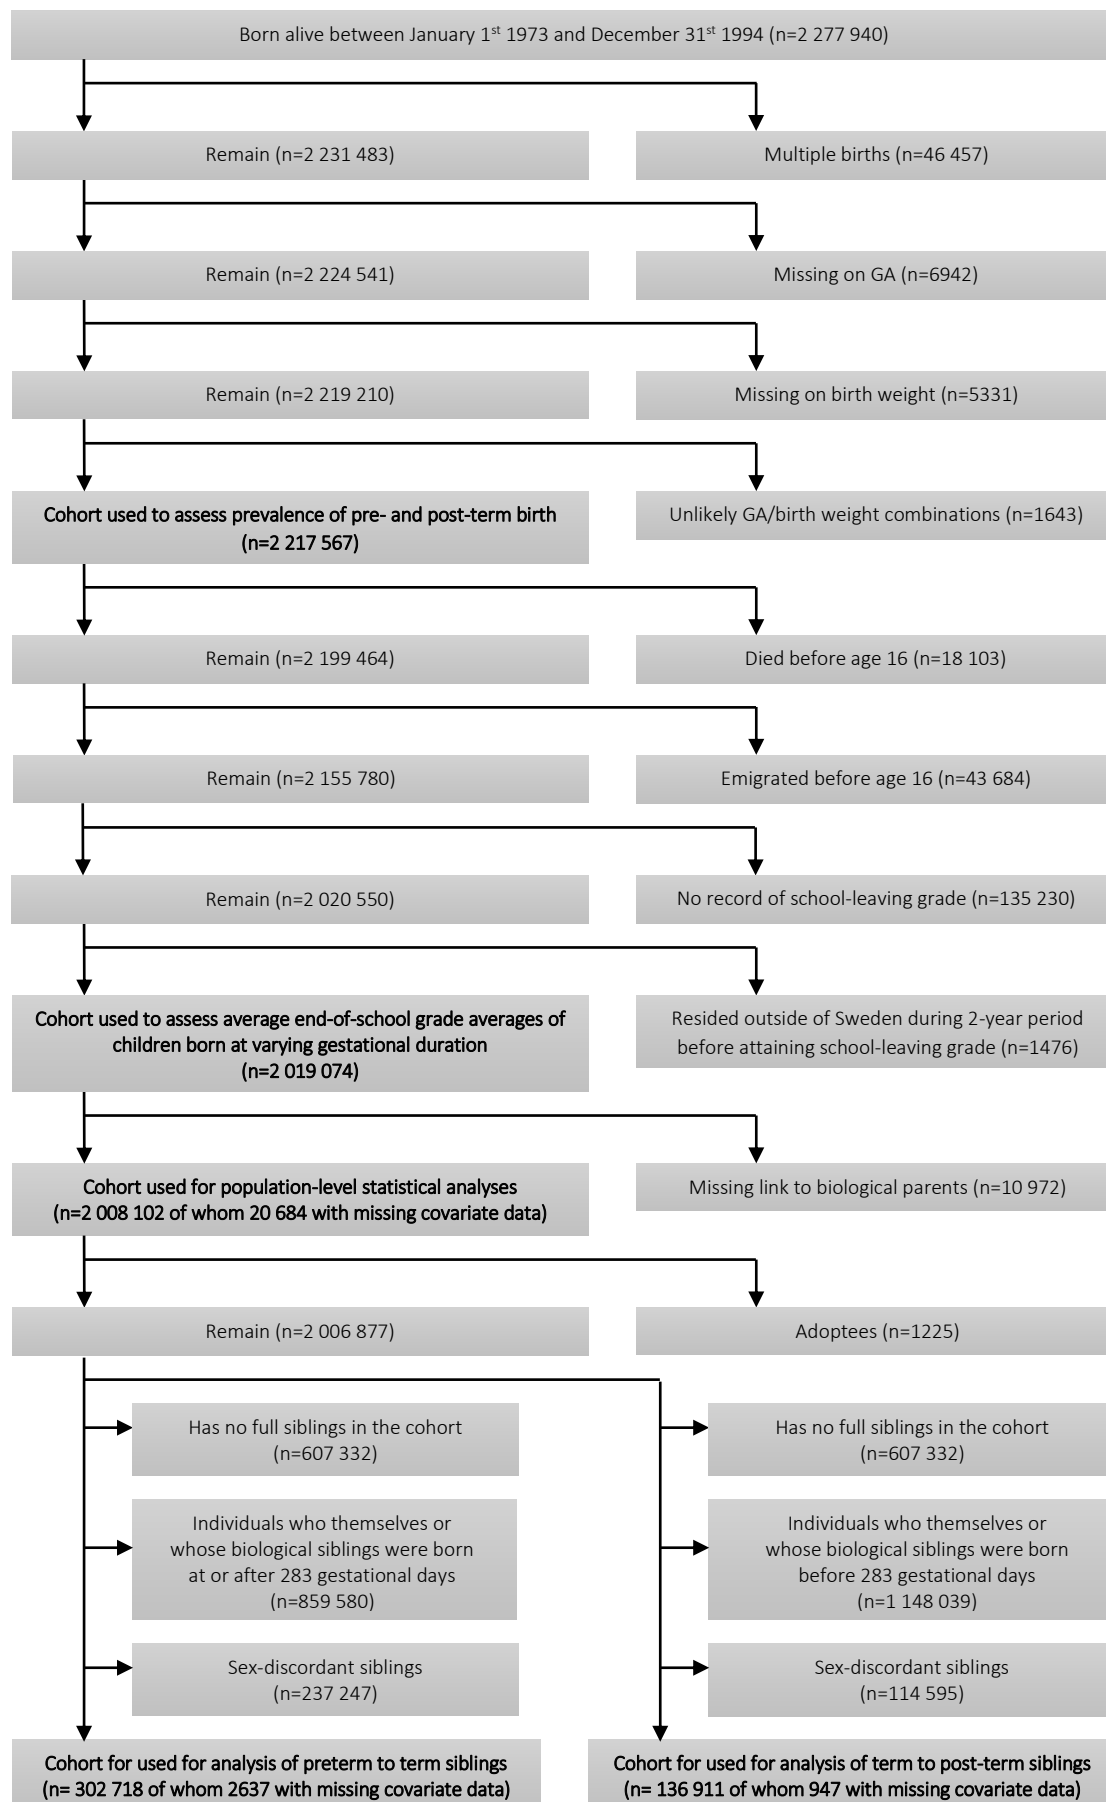 Born alive between January 1st 1973 and December 31st 1994 (n=2 277 940)
Remain (n=2 231 483)
Multiple births (n=46 457)
Remain (n=2 224 541)
Missing on GA (n=6942)
Remain (n=2 219 210)
Missing on birth weight (n=5331)
Cohort used to assess prevalence of pre- and post-term birth
(n=2 217 567)
Unlikely GA/birth weight combinations (n=1643)
Remain (n=2 199 464)
Died before age 16 (n=18 103)
Remain (n=2 155 780)
Emigrated before age 16 (n=43 684)
Remain (n=2 020 550)
No record of school-leaving grade (n=135 230)
Cohort used to assess average end-of-school grade averages of
children born at varying gestational duration
(n=2 019 074)
Resided outside of Sweden during 2-year period
before attaining school-leaving grade (n=1476)
Cohort used for population-level statistical analyses
(n=2 008 102 of whom 20 684 with missing covariate data)
Missing link to biological parents (n=10 972)
Remain (n=2 006 877)
Adoptees (n=1225)
Has no full siblings in the cohort
(n=607 332)
Individuals who themselves or
whose biological siblings were born
at or after 283 gestational days
(n=859 580)
Sex-discordant siblings
(n=237 247)
Cohort for used for analysis of preterm to term siblings
(n= 302 718 of whom 2637 with missing covariate data)
Has no full siblings in the cohort
(n=607 332)
Individuals who themselves or
whose biological siblings were born
before 283 gestational days
(n=1 148 039)
Sex-discordant siblings
(n=114 595)
Cohort for used for analysis of term to post-term siblings
(n= 136 911 of whom 947 with missing covariate data)